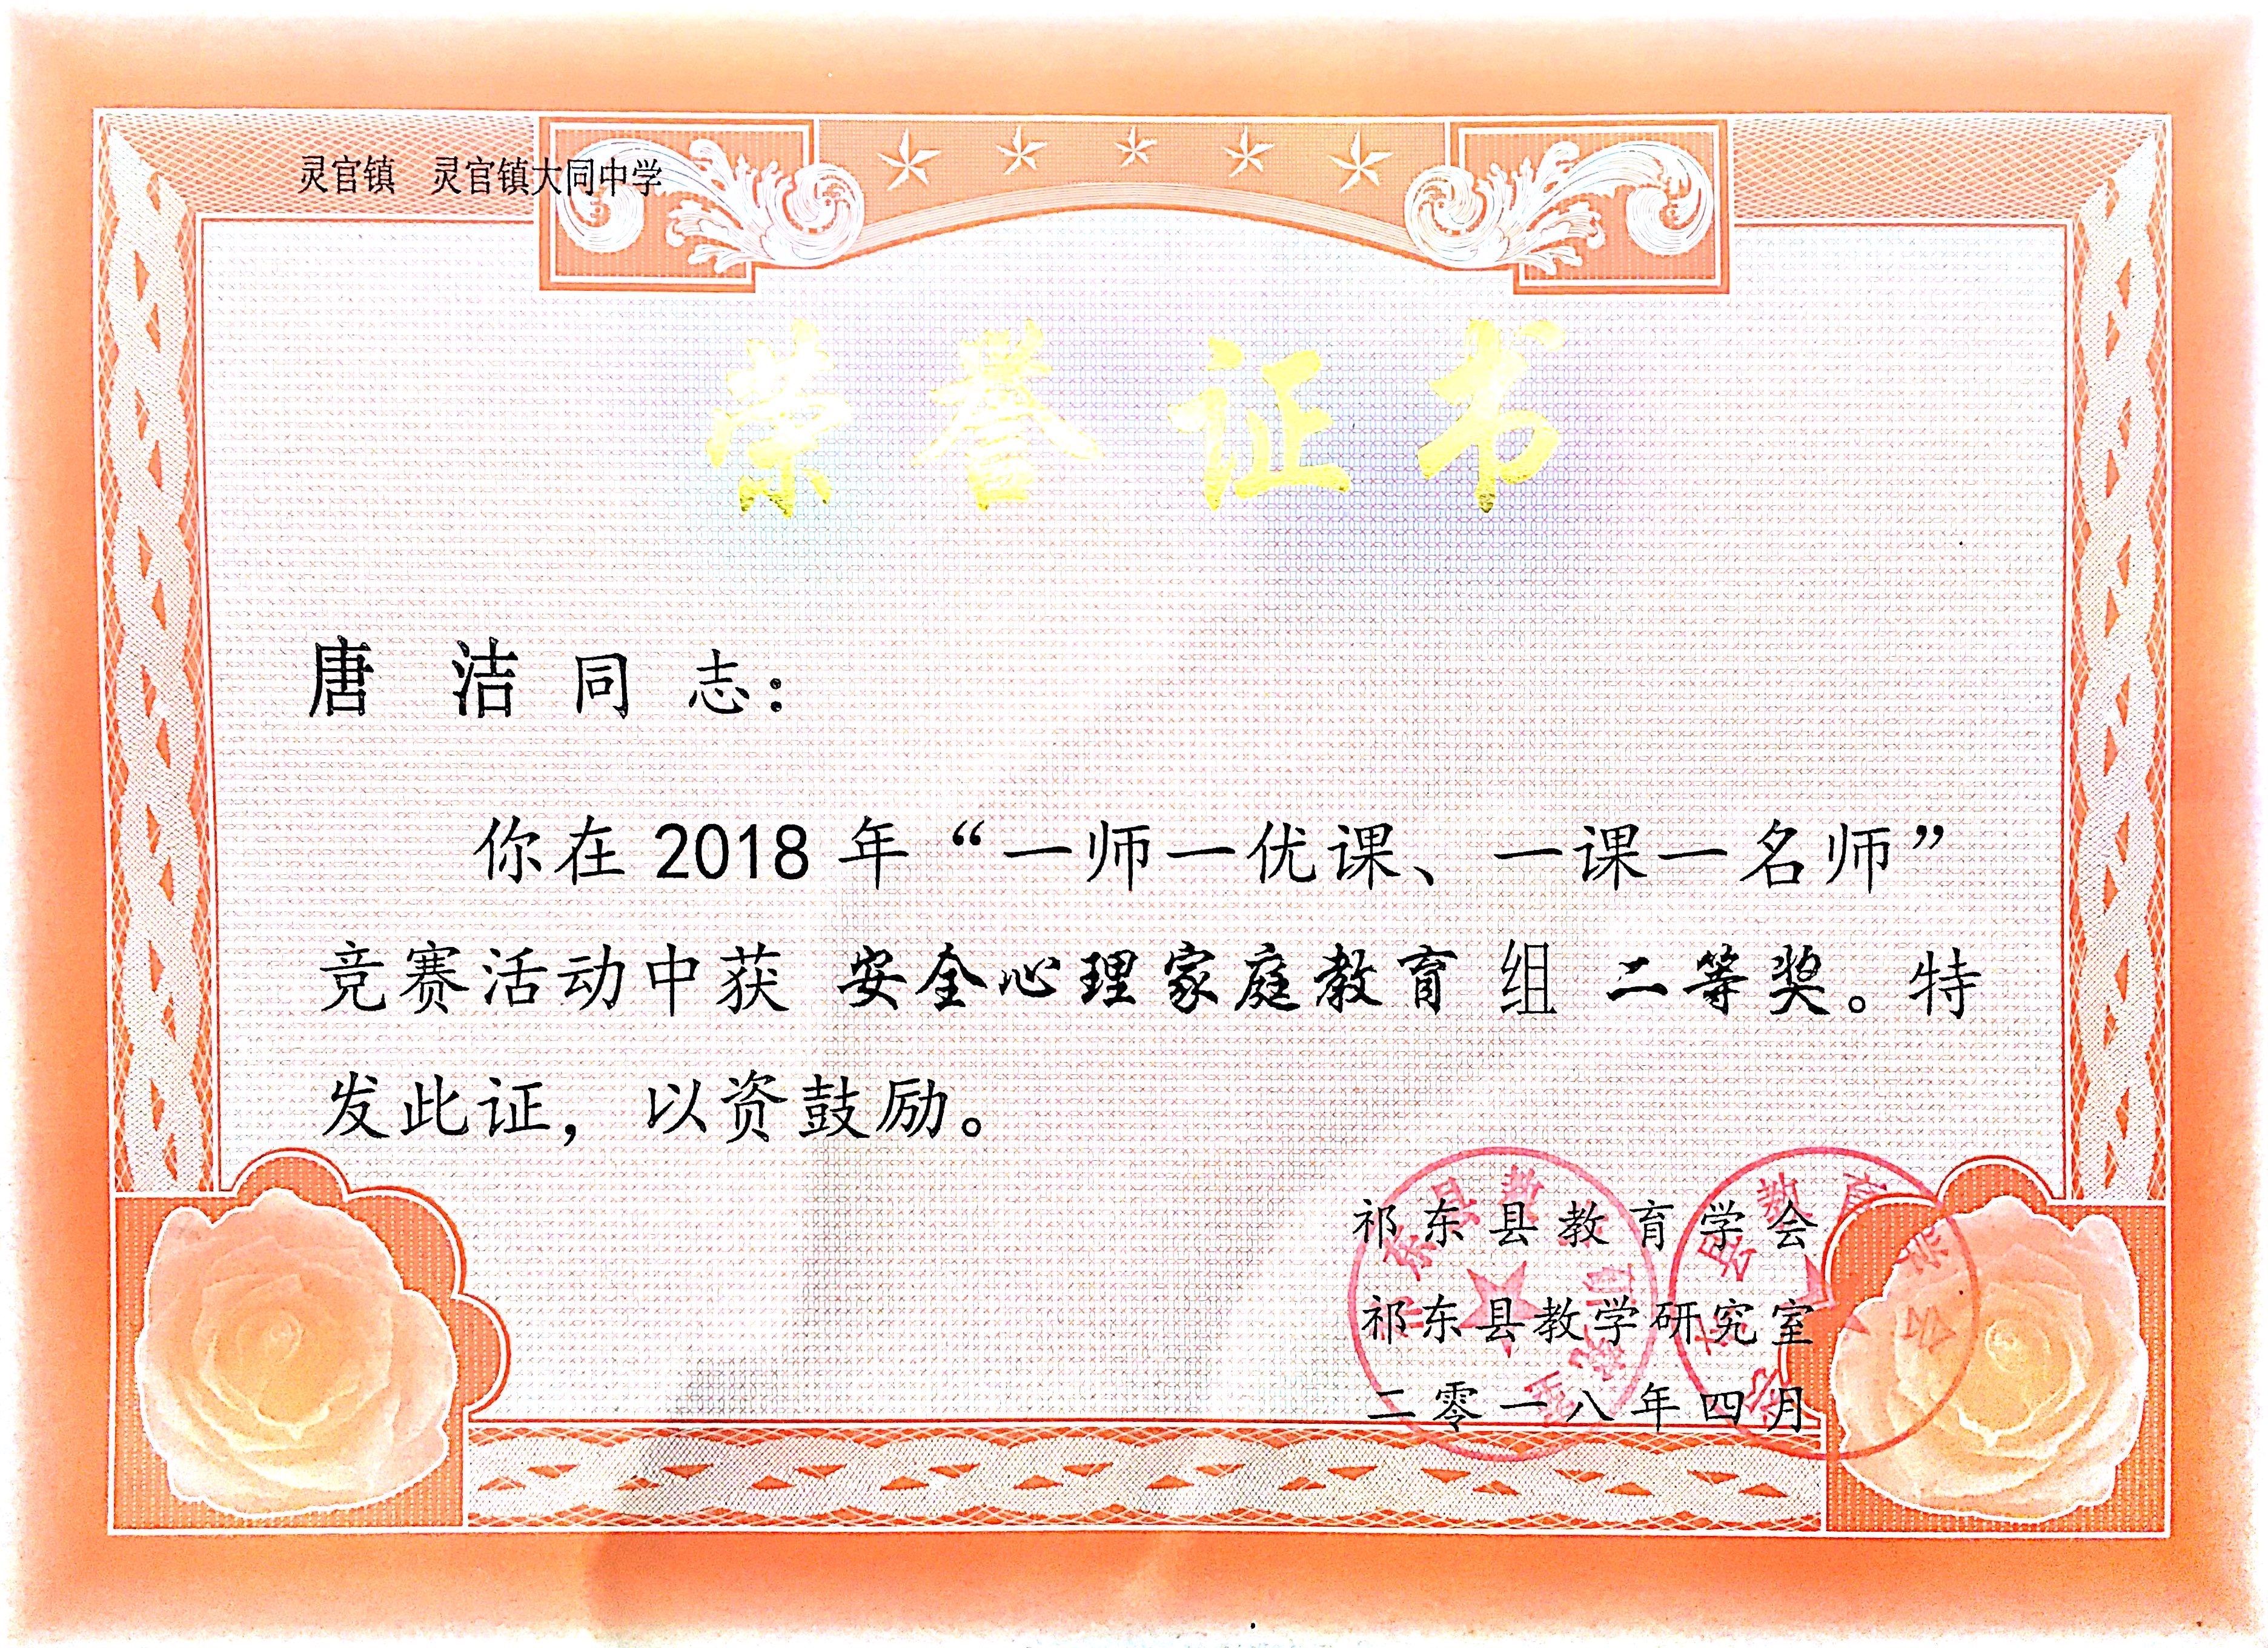 灵官镇 灵官镇大同中学
荣誉证书
唐 洁 同 志：
你在 2018 年“一师一优课、一课一名师”
竞赛活动中获 安全心理家庭教育 组 二等奖。特
发此证，以资鼓励。
祁东县教育学会
祁东县教学研究室
二零一八年四月